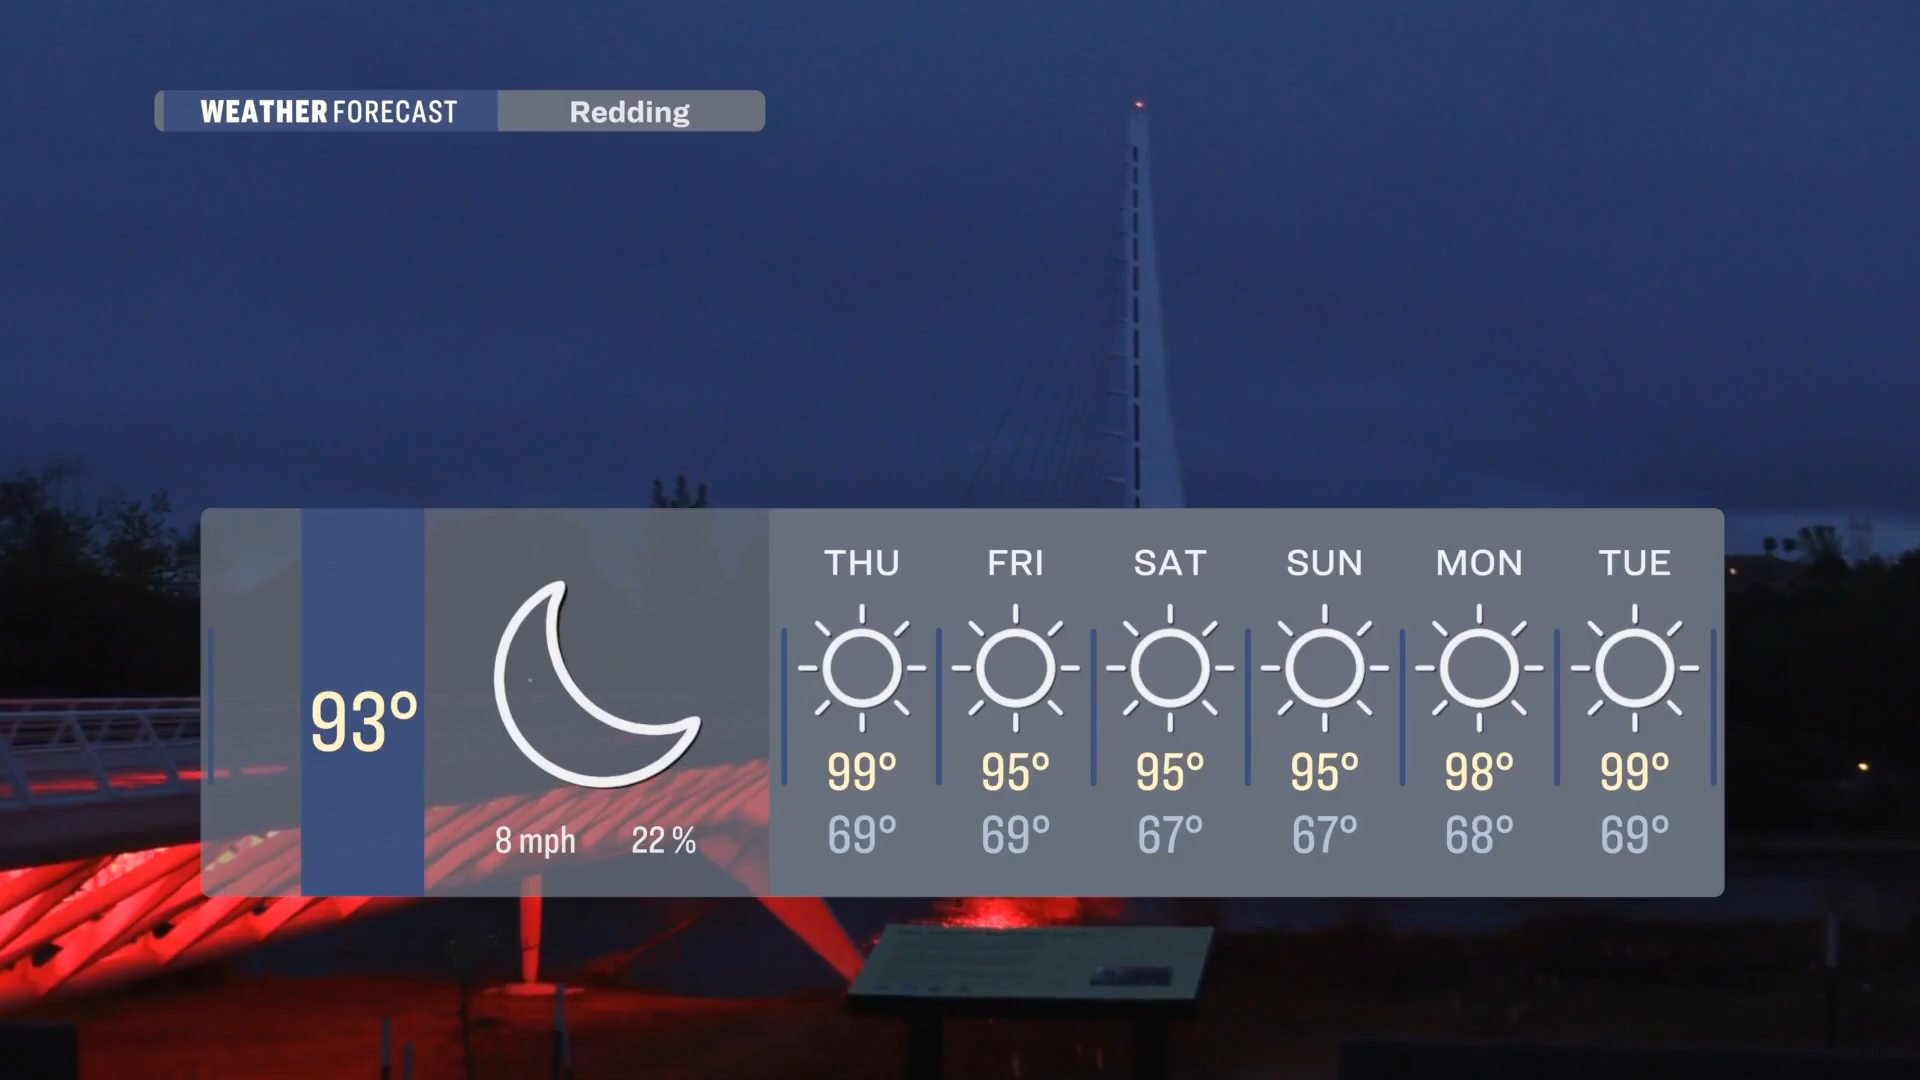 WEATHER FORECAST Redding
93°
8 mph 22 %
THU FRI SAT SUN MON TUE
99° 95° 95° 95° 98° 99°
69° 69° 67° 67° 68° 69°